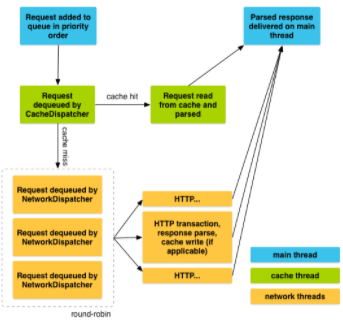 Request added to
queue in priority
order
Parsed response
delivered on main
thread
Request
dequeued by
CacheDispatcher
cache hit
Request read
from cache and
parsed
cache miss
Request dequeued by
NetworkDispatcher
Request dequeued by
NetworkDispatcher
Request dequeued by
NetworkDispatcher
HTTP...
HTTP transaction,
response parse,
cache write (if
applicable)
HTTP...
round-robin
main thread
cache thread
network threads